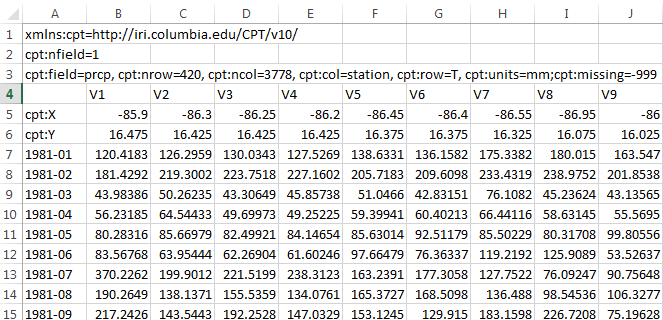 A B C D E F G H I J
1 xmlns:cpt=http://iri.columbia.edu/CPT/v10/
2 cpt:nfield=1
3 cpt:field=prcp, cpt:nrow=420, cpt:ncol=3778, cpt:col=station, cpt:row=T, cpt:units=mm;cpt:missing=-999
4 V1 V2 V3 V4 V5 V6 V7 V8 V9
5 cpt:X -85.9 -86.3 -86.25 -86.2 -86.45 -86.4 -86.55 -86.95 -86
6 cpt:Y 16.475 16.425 16.425 16.425 16.375 16.375 16.325 16.075 16.025
7 1981-01 120.4183 126.2959 130.0343 127.5269 138.6331 136.1582 175.3382 180.015 163.547
8 1981-02 181.4292 219.3002 223.7518 227.1602 205.7183 209.6098 233.4319 238.9752 201.8538
9 1981-03 43.98386 50.26235 43.30649 45.85738 51.0466 42.83151 76.1082 45.23624 43.13565
10 1981-04 56.23185 64.54433 49.69973 49.25225 59.39941 60.40213 66.44116 58.63145 55.5695
11 1981-05 80.28316 85.66979 82.49921 84.14654 85.63014 92.51179 85.50229 80.31708 99.80556
12 1981-06 83.56768 63.95444 62.26904 61.60246 97.66479 76.36337 119.2192 125.9089 53.52637
13 1981-07 370.2262 199.9012 221.5199 238.3123 163.2391 177.3058 127.7522 76.09247 90.75648
14 1981-08 190.2649 138.1371 155.5539 134.0761 165.3727 168.5098 136.488 98.54536 106.3277
15 1981-09 217.2426 143.5443 192.2528 147.0329 153.1245 129.915 183.1598 226.7208 75.19628